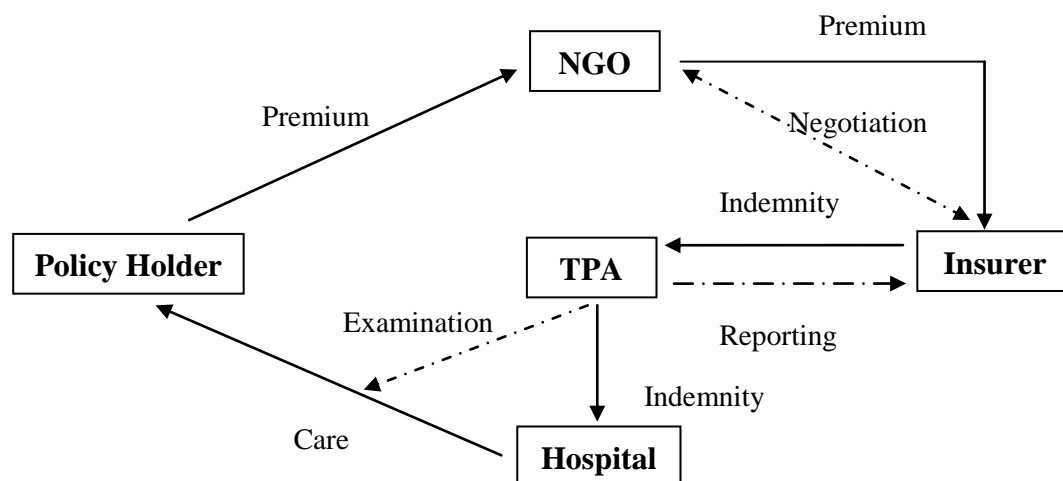 Premium
NGO
Premium
Negotiation
Indemnity
Policy Holder
TPA
Insurer
Examination
Reporting
Indemnity
Care
Hospital